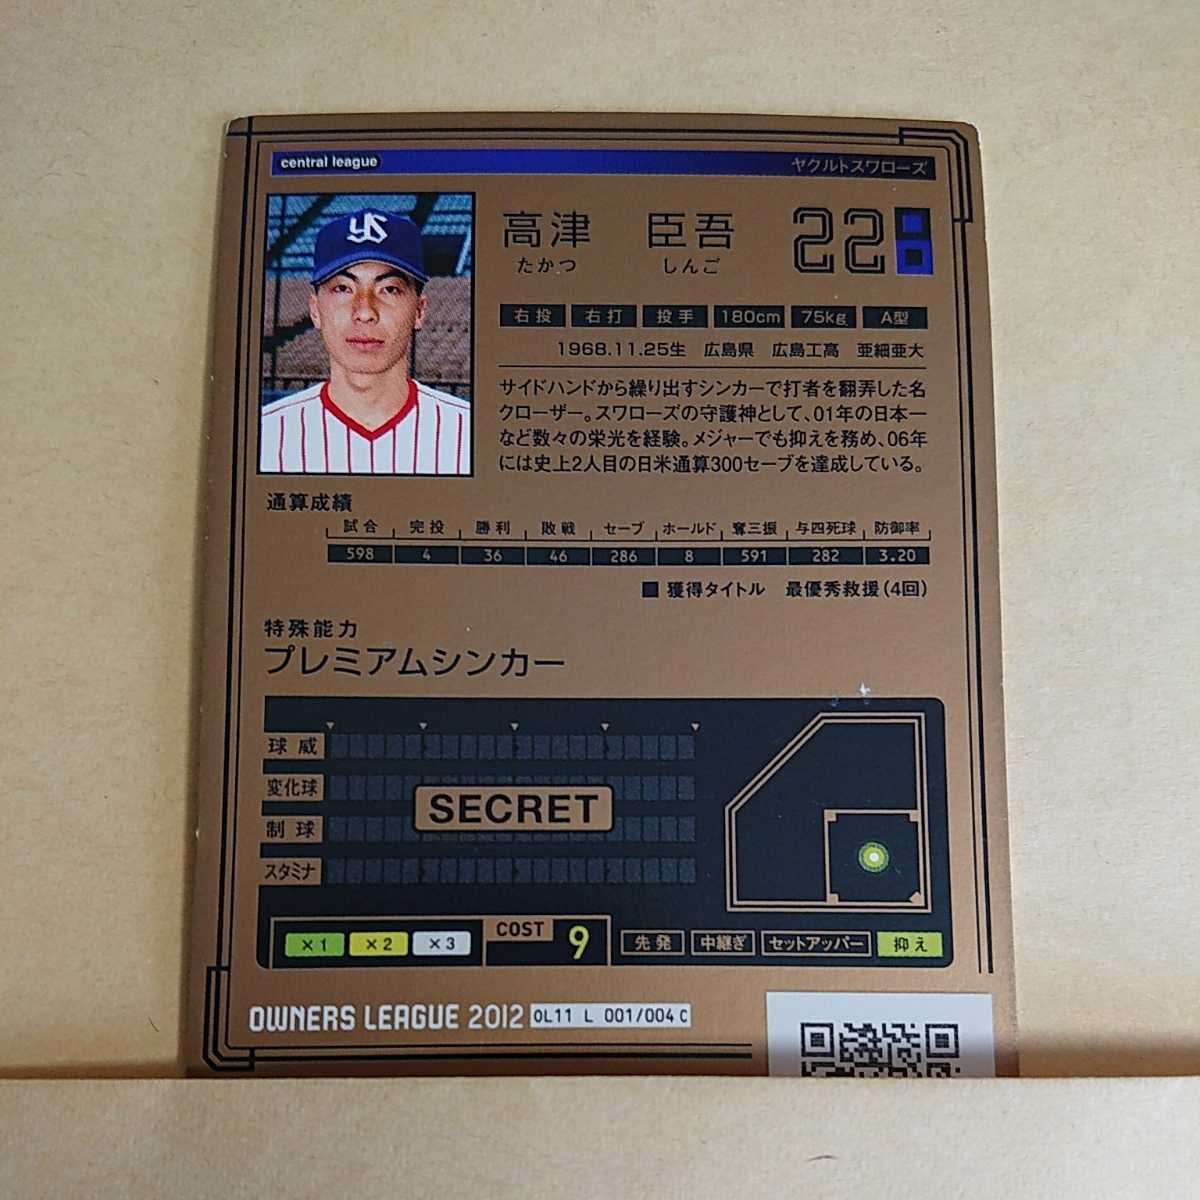 central league ヤクルトスワローズ
YS
高津 臣吾 22
たかつ しんご
右投 右打 投手 180cm 75kg A型
1968.11.25生 広島県 広島工高 亜細亜大
サイドハンドから繰り出すシンカーで打者を翻弄した名
クローザー。スワローズの守護神として、01年の日本一
など数々の栄光を経験。メジャーでも抑えを務め、06年
には史上2人目の日米通算300セーブを達成している。
通算成績
試合 完投 勝利 敗戦 セーブ ホールド 奪三振 与四死球 防御率
598 4 36 46 286 8 591 282 3.20
■ 獲得タイトル 最優秀救援(4回)
特殊能力
プレミアムシンカー
球威
変化球
SECRET
制球
スタミナ
×1 ×2 ×3 COST 9 先発 中継ぎ セットアッパー 抑え
OWNERS LEAGUE 2012 OL11 L 001/004 C